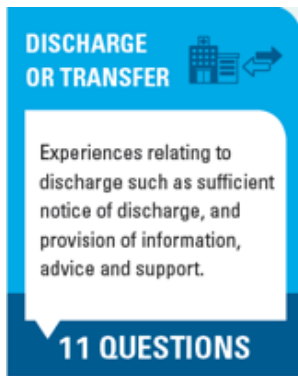 DISCHARGE
OR TRANSFER
Experiences relating to
discharge such as sufficient
notice of discharge, and
provision of information,
advice and support.
11 QUESTIONS